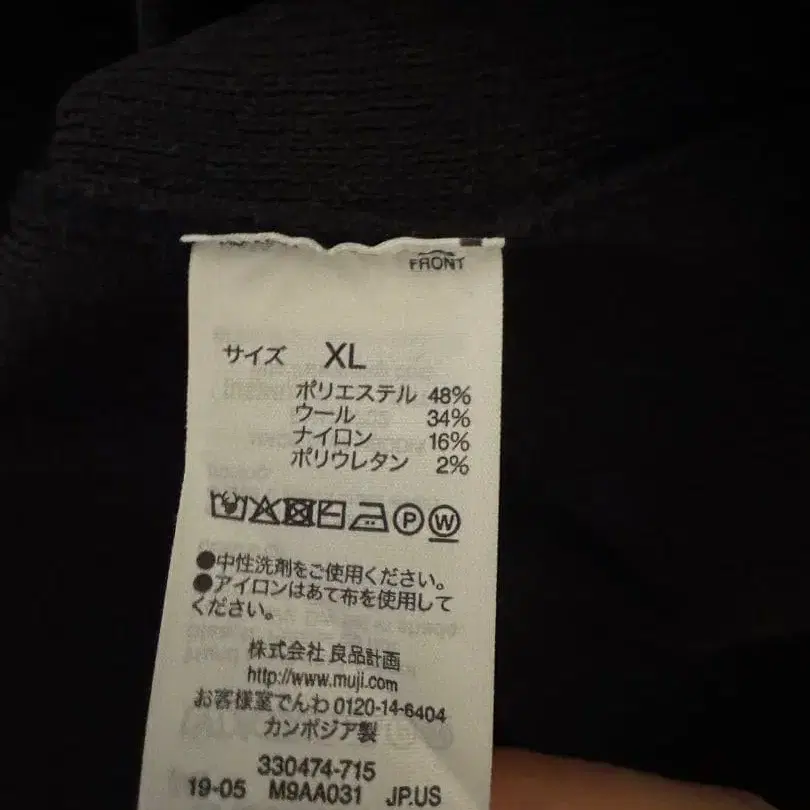 FRONT
サイズ XL
ポリエステル 48%
ウール 34%
ナイロン 16%
ポリウレタン 2%
P W
●中性洗剤をご使用ください。
●アイロンはあて布を使用して
ください。
株式会社 良品計画
http://www.muji.com
お客様室でんわ 0120-14-6404
カンボジア製
330474-715
19-05 M9AA031 JP.US